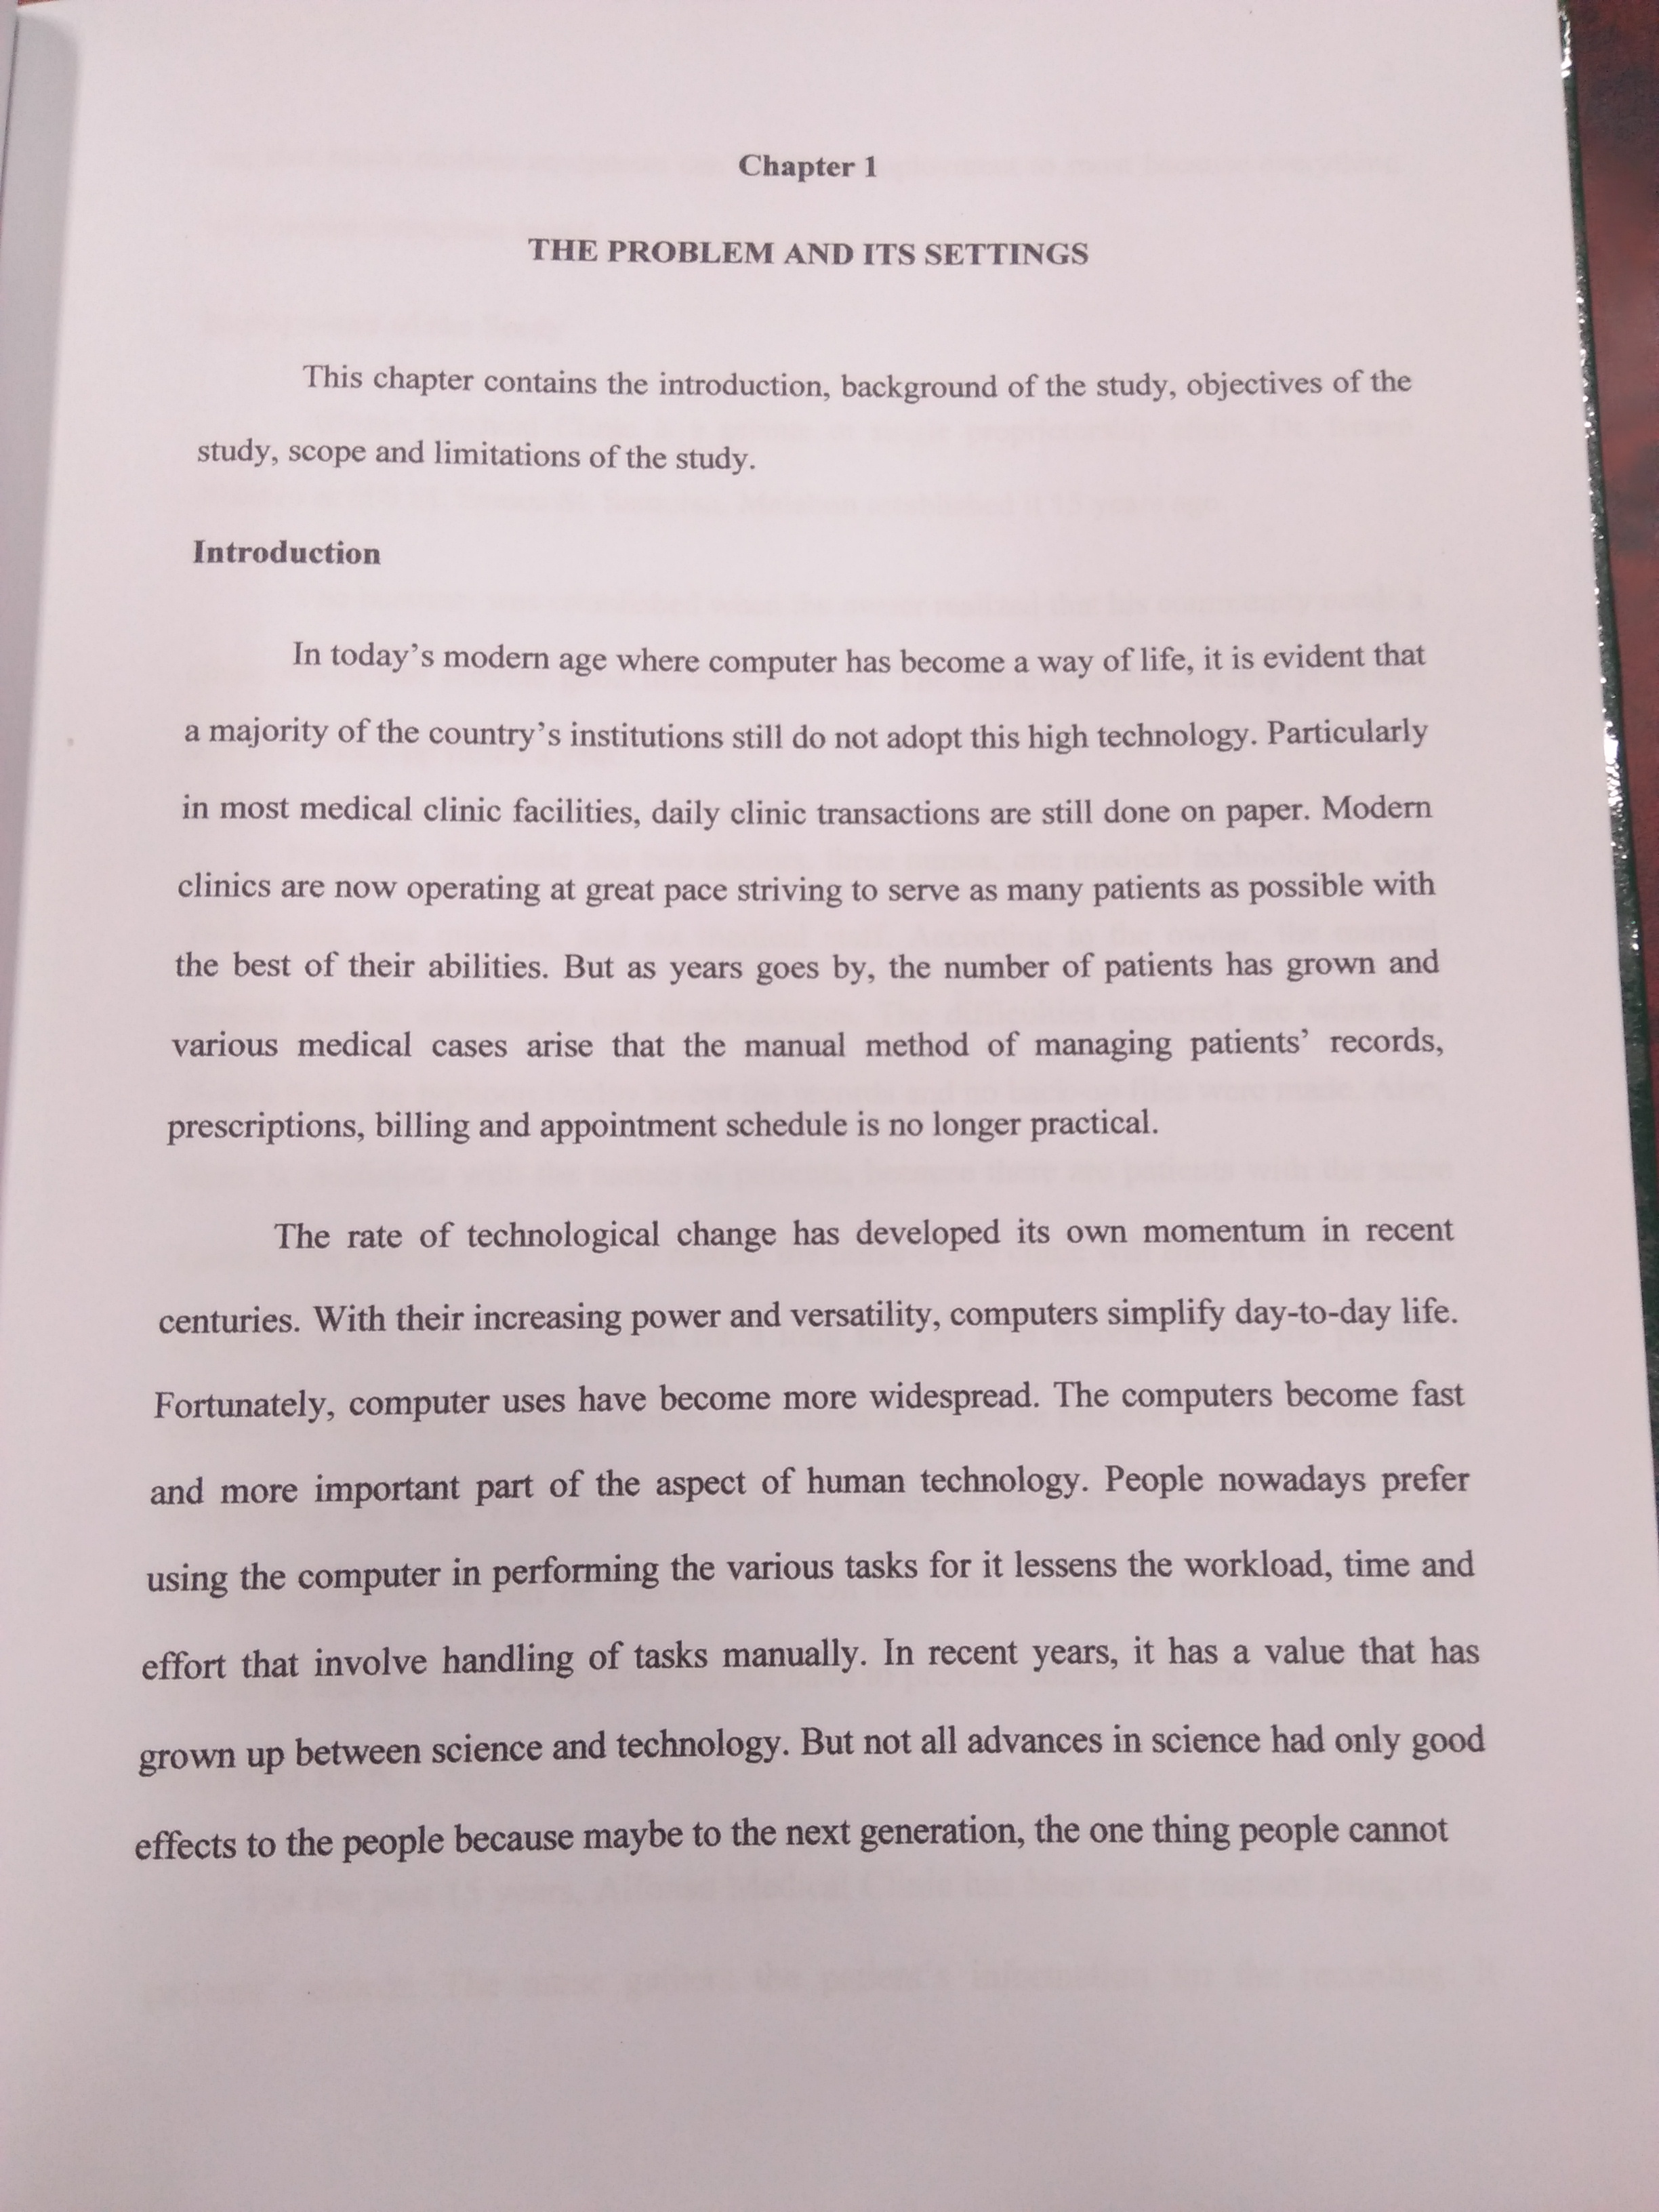 Chapter 1
THE PROBLEM AND ITS SETTINGS
This chapter contains the introduction, background of the study, objectives of the
study, scope and limitations of the study.
Introduction
In today’s modern age where computer has become a way of life, it is evident that
a majority of the country’s institutions still do not adopt this high technology. Particularly
in most medical clinic facilities, daily clinic transactions are still done on paper. Modern
clinics are now operating at great pace striving to serve as many patients as possible with
the best of their abilities. But as years goes by, the number of patients has grown and
various medical cases arise that the manual method of managing patients’ records,
prescriptions, billing and appointment schedule is no longer practical.
The rate of technological change has developed its own momentum in recent
centuries. With their increasing power and versatility, computers simplify day-to-day life.
Fortunately, computer uses have become more widespread. The computers become fast
and more important part of the aspect of human technology. People nowadays prefer
using the computer in performing the various tasks for it lessens the workload, time and
effort that involve handling of tasks manually. In recent years, it has a value that has
grown up between science and technology. But not all advances in science had only good
effects to the people because maybe to the next generation, the one thing people cannot